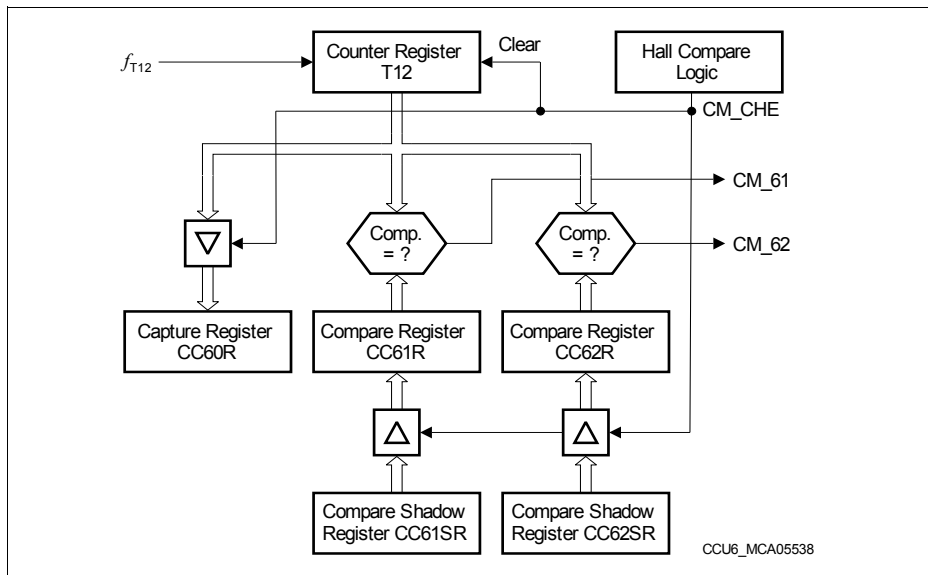 fT12
Counter Register
T12
Clear
Hall Compare
Logic
CM_CHE
CM_61
Comp.
= ?
Comp.
= ?
CM_62
Capture Register
CC60R
Compare Register
CC61R
Compare Register
CC62R
Compare Shadow
Register CC61SR
Compare Shadow
Register CC62SR
CCU6_MCA05538